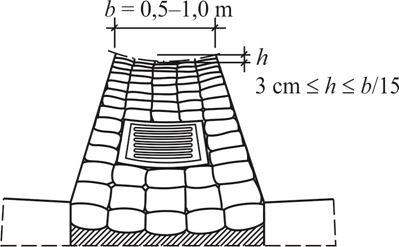 b = 0,5–1,0 m
h
3 cm ≤ h ≤ b/15